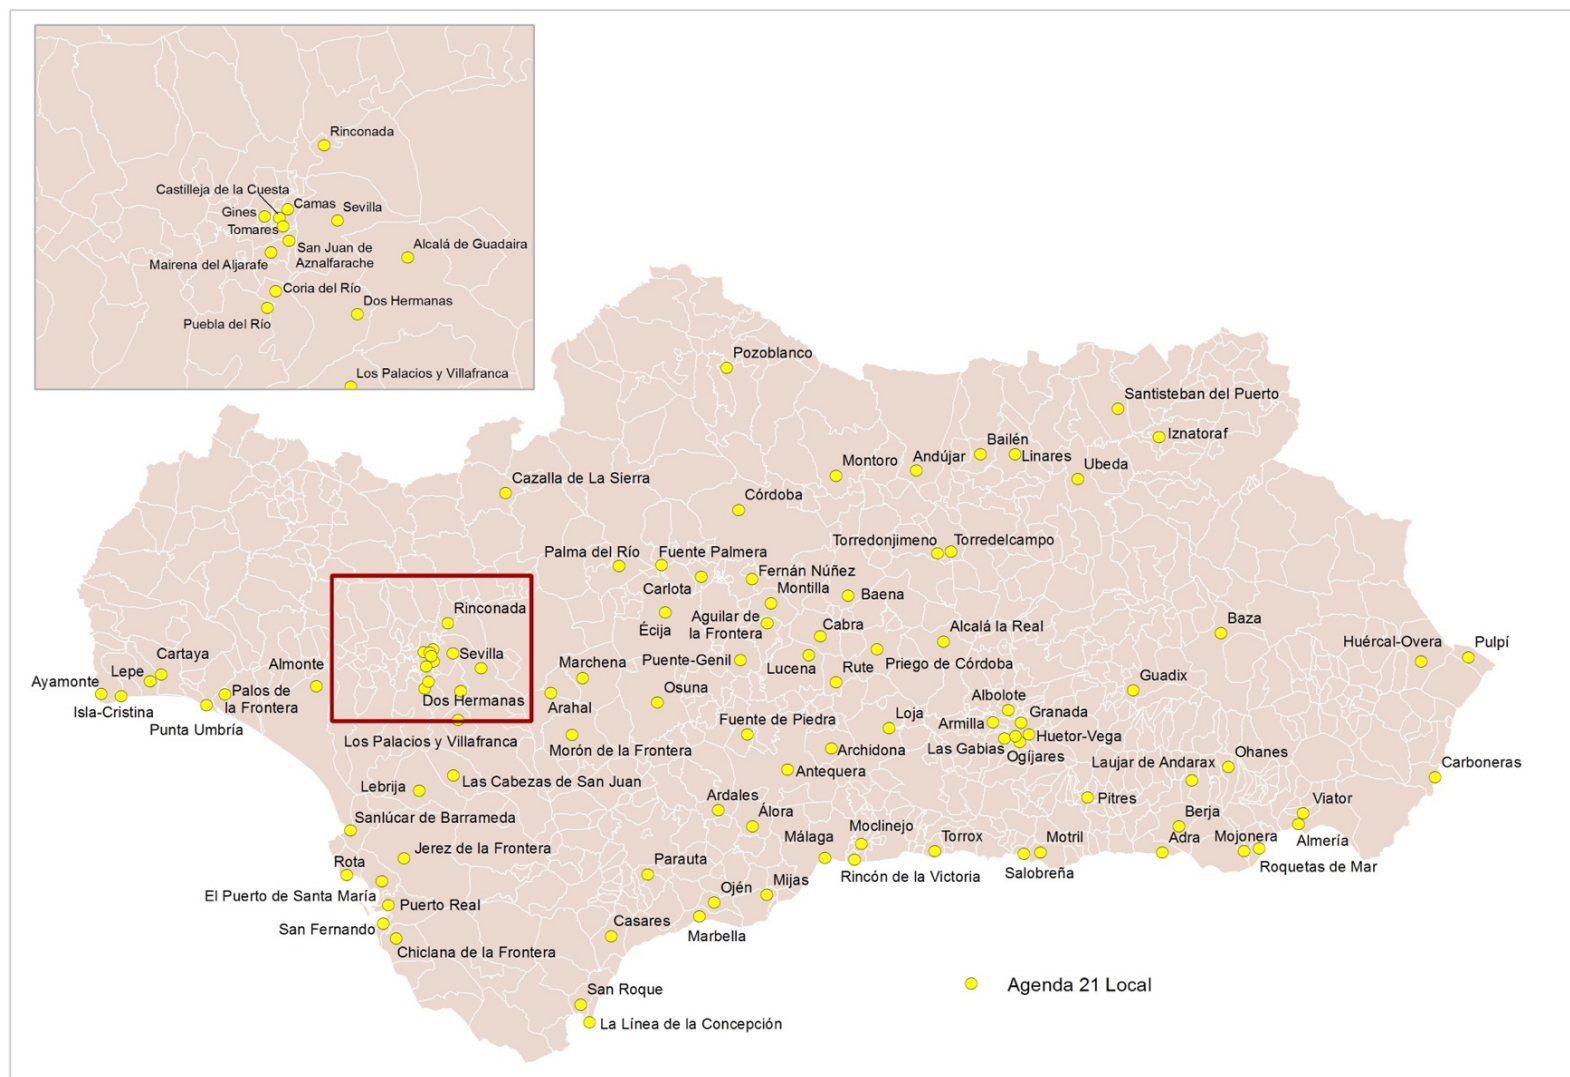 Rinconada
Castilleja de la Cuesta
Camas
Gines
Sevilla
Tomares
San Juan de
Aznalfarache
Alcalá de Guadaira
Mairena del Aljarafe
Coria del Río
Dos Hermanas
Puebla del Río
Los Palacios y Villafranca
Pozoblanco
Santisteban del Puerto
Iznatoraf
Bailén
Linares
Andújar
Montoro
Ubeda
Cazalla de La Sierra
Córdoba
Torredonjimeno
Torredelcampo
Palma del Río
Fuente Palmera
Carlota
Fernán Núñez
Montilla
Baena
Rinconada
Écija
Aguilar de
la Frontera
Cabra
Alcalá la Real
Baza
Huércal-Overa
Pulpí
Sevilla
Marchena
Puente-Genil
Lucena
Priego de Córdoba
Cartaya
Lepe
Almonte
Ayamonte
Isla-Cristina
Palos de
la Frontera
Punta Umbría
Dos Hermanas
Arahal
Osuna
Rute
Guadix
Albolote
Granada
Armilla
Loja
Fuente de Piedra
Huetor-Vega
Las Gabias
Ogíjares
Los Palacios y Villafranca
Morón de la Frontera
Archidona
Antequera
Laujar de Andarax
Ohanes
Carboneras
Las Cabezas de San Juan
Lebrija
Pitres
Ardales
Álora
Sanlúcar de Barrameda
Berja
Viator
Málaga
Moclinejo
Torrox
Motril
Adra
Mojonera
Almería
Jerez de la Frontera
Rota
Parauta
Rincón de la Victoria
Salobreña
Roquetas de Mar
El Puerto de Santa María
Puerto Real
Ojén
Mijas
San Fernando
Casares
Marbella
Chiclana de la Frontera
Agenda 21 Local
San Roque
La Línea de la Concepción